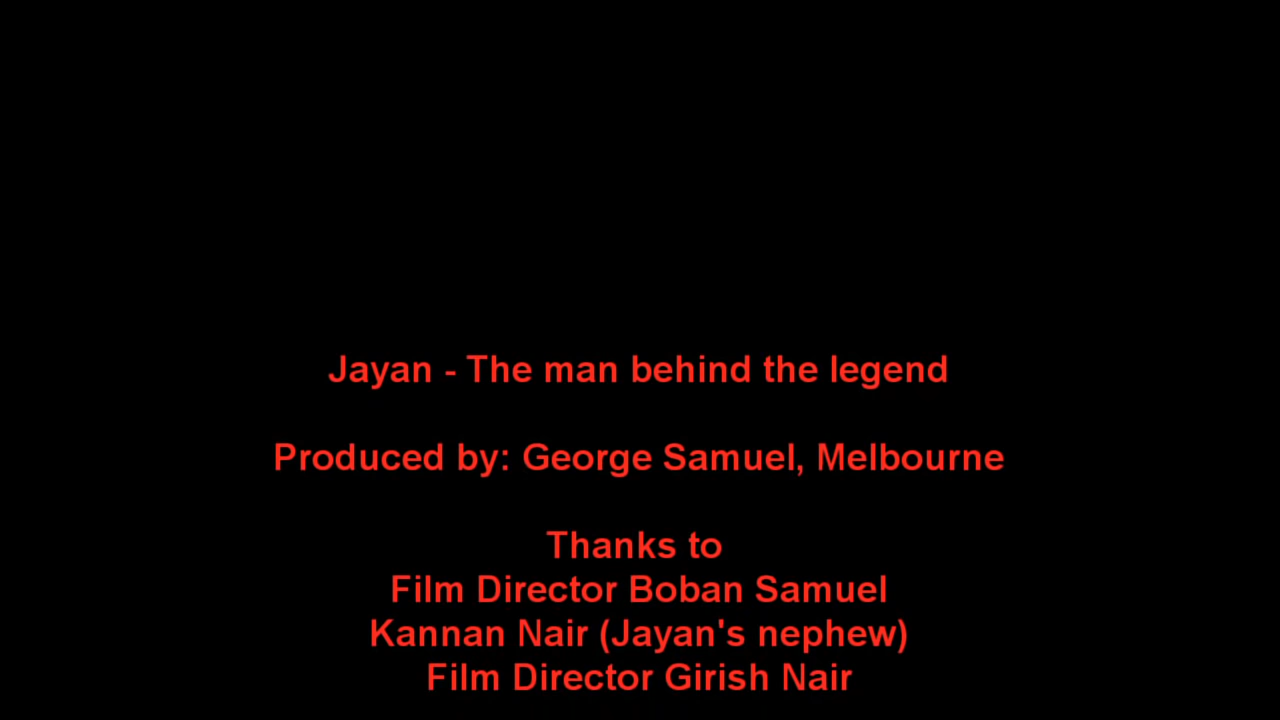 Jayan - The man behind the legend
Produced by: George Samuel, Melbourne
Thanks to
Film Director Boban Samuel
Kannan Nair (Jayan's nephew)
Film Director Girish Nair